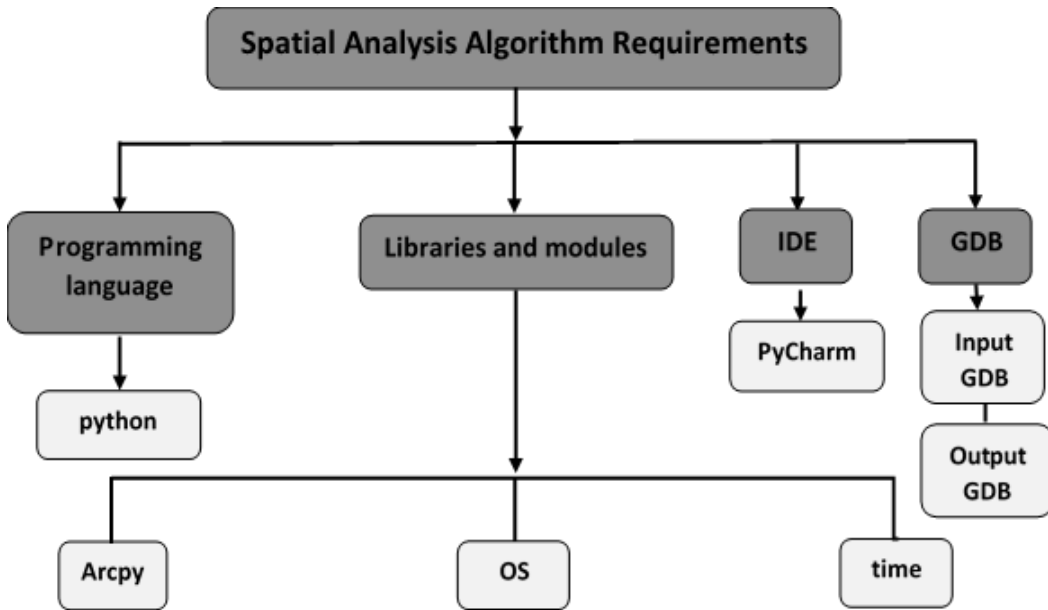 Spatial Analysis Algorithm Requirements
Programming
language
Libraries and modules
IDE
GDB
python
PyCharm
Input
GDB
Output
GDB
Arcpy
OS
time